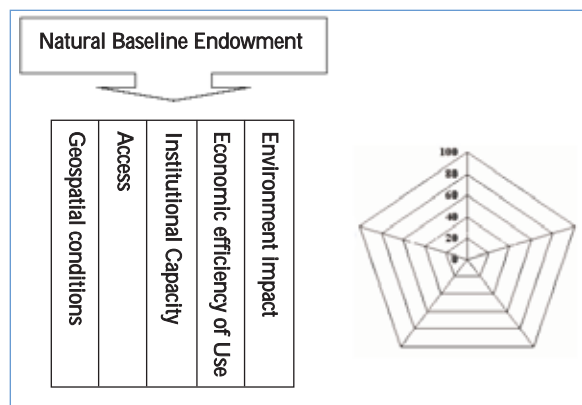 Natural Baseline Endowment
Geospatial conditions
Access
Institutional Capacity
Economic efficiency of Use
Environment impact
100
80
60
40
20
0